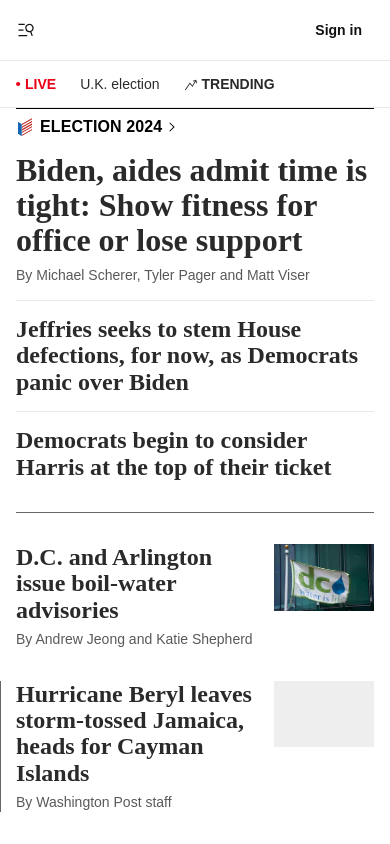 Sign in
LIVE
U.K. election
TRENDING
ELECTION 2024
Biden, aides admit time is
tight: Show fitness for
office or lose support
By Michael Scherer, Tyler Pager and Matt Viser
Jeffries seeks to stem House
defections, for now, as Democrats
panic over Biden
Democrats begin to consider
Harris at the top of their ticket
D.C. and Arlington
issue boil-water
advisories
By Andrew Jeong and Katie Shepherd
dc
water is life
Hurricane Beryl leaves
storm-tossed Jamaica,
heads for Cayman
Islands
By Washington Post staff